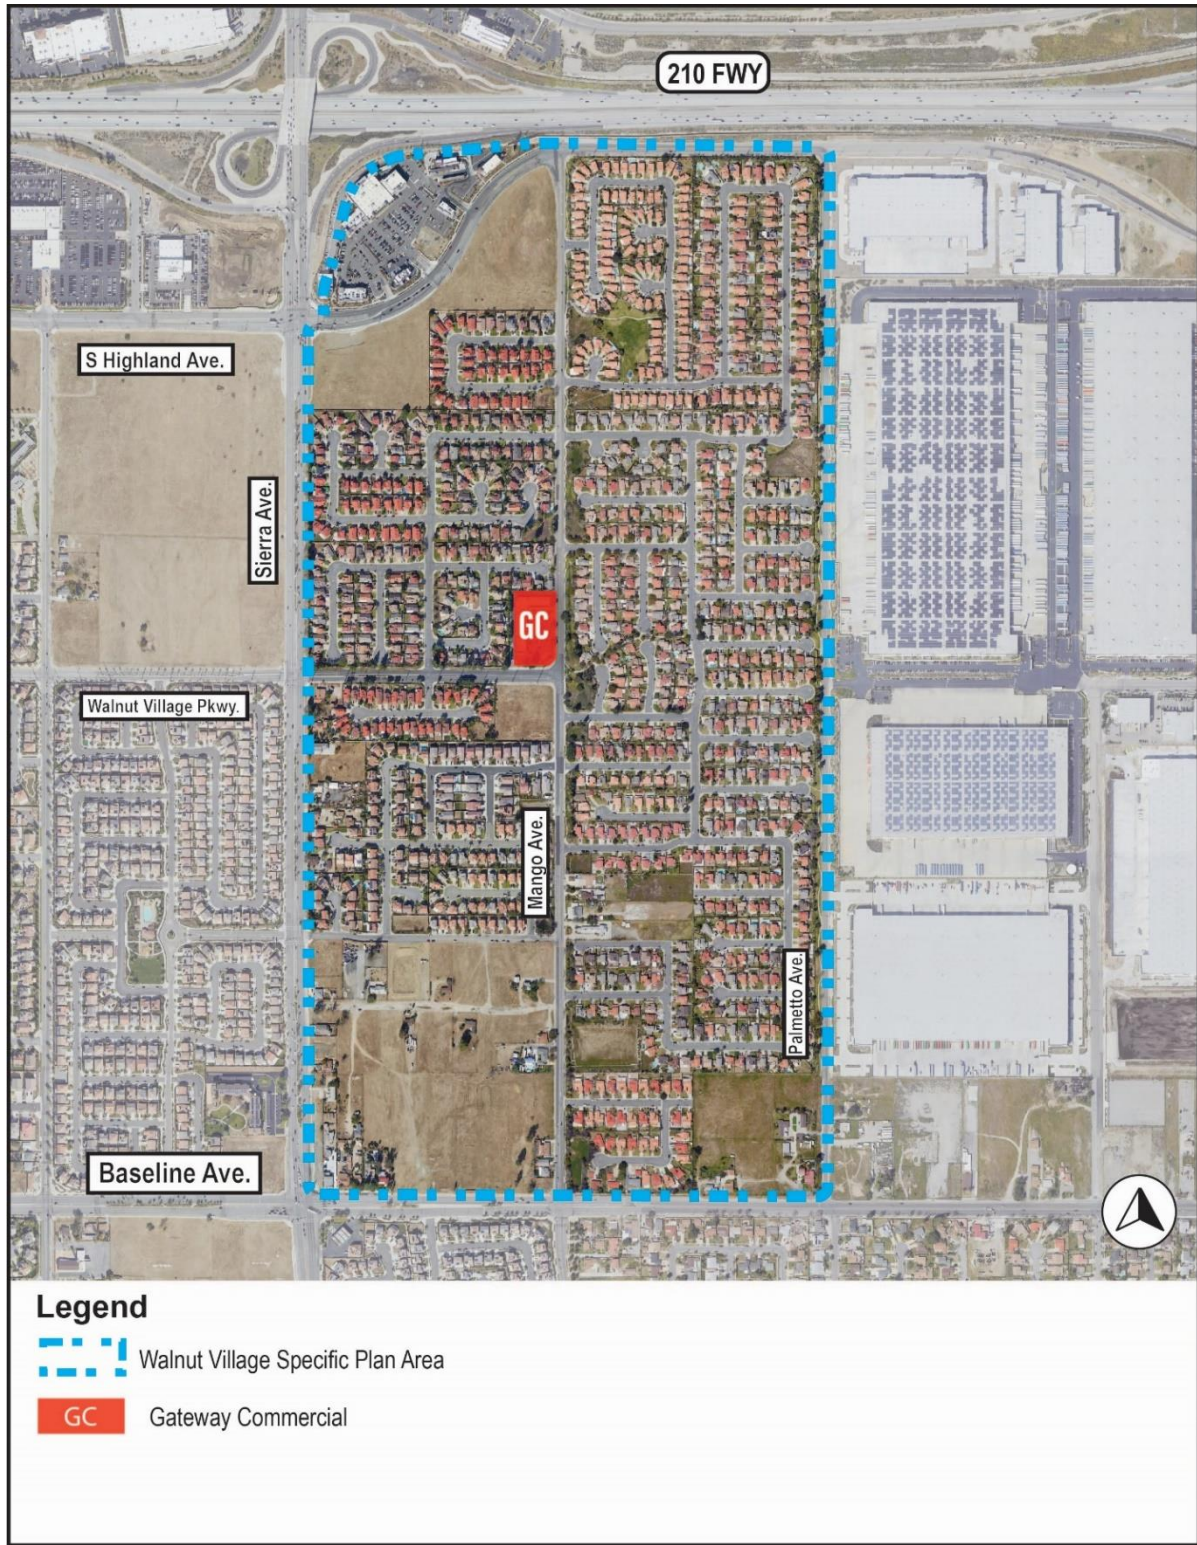 210 FWY
S Highland Ave.
Sierra Ave.
GC
Walnut Village Pkwy.
Mango Ave.
Palmetto Ave.
Baseline Ave.
Legend
Walnut Village Specific Plan Area
GC Gateway Commercial